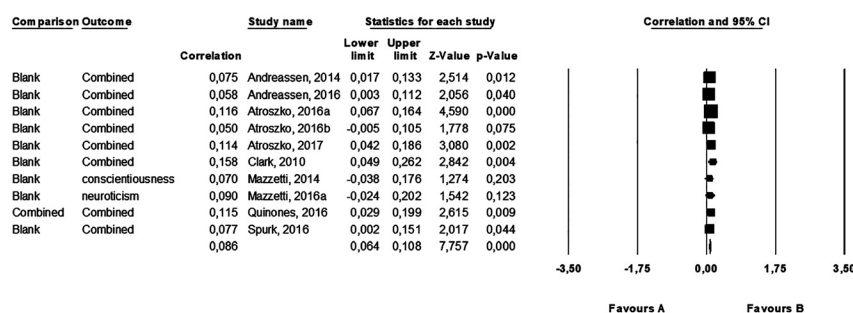 Comparison Outcome Study name Statistics for each study Correlation and 95% CI
Correlation Lower limit Upper limit Z-Value p-Value
Blank Combined 0,075 Andreassen, 2014 0,017 0,133 2,514 0,012
Blank Combined 0,058 Andreassen, 2016 0,003 0,112 2,056 0,040
Blank Combined 0,116 Atroszko, 2016a 0,067 0,164 4,590 0,000
Blank Combined 0,050 Atroszko, 2016b -0,005 0,105 1,778 0,075
Blank Combined 0,114 Atroszko, 2017 0,042 0,186 3,080 0,002
Blank Combined 0,158 Clark, 2010 0,049 0,262 2,842 0,004
Blank conscientiousness 0,070 Mazzetti, 2014 -0,038 0,176 1,274 0,203
Blank neuroticism 0,090 Mazzetti, 2016a -0,024 0,202 1,542 0,123
Combined Combined 0,115 Quinones, 2016 0,029 0,199 2,615 0,009
Blank Combined 0,077 Spurk, 2016 0,002 0,151 2,017 0,044
0,086 0,064 0,108 7,757 0,000
-3,50 -1,75 0,00 1,75 3,50
Favours A Favours B